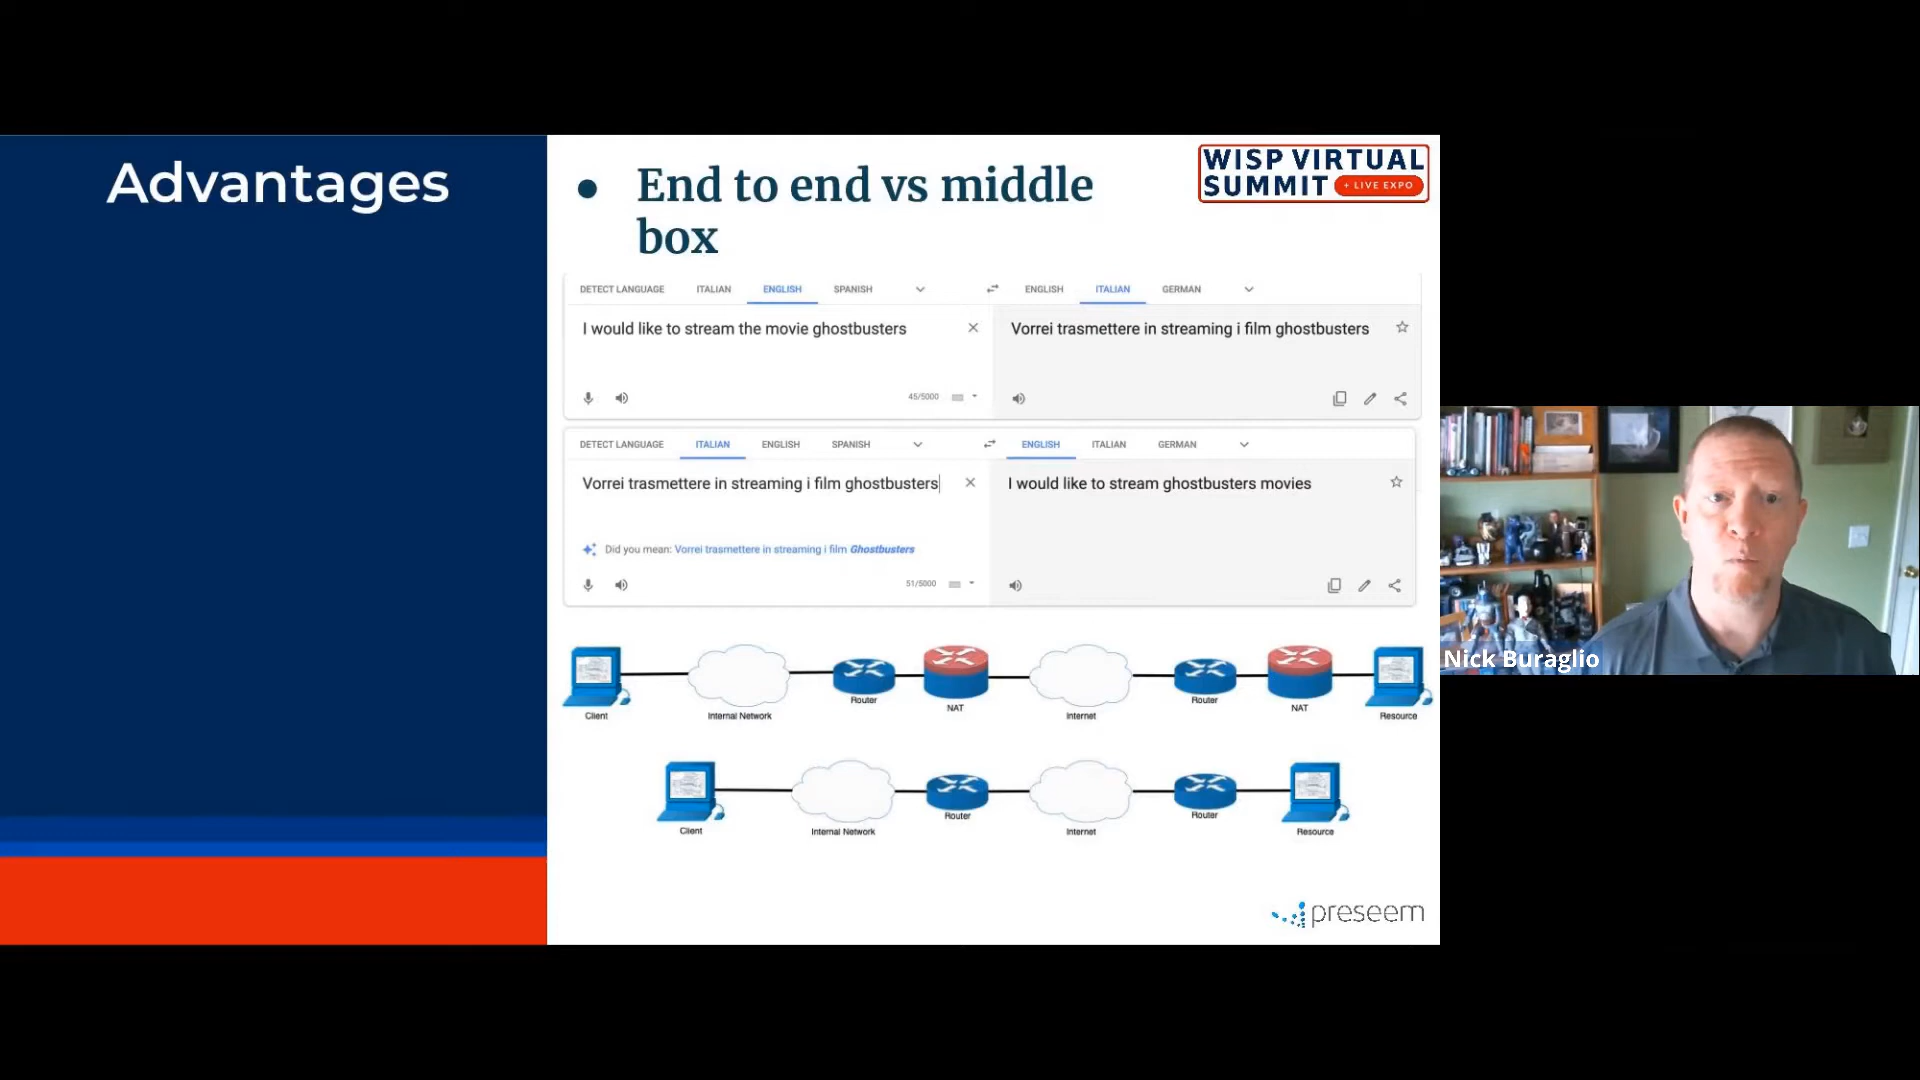 Advantages
● End to end vs middle
box
WISP VIRTUAL
SUMMIT + LIVE EXPO
DETECT LANGUAGE ITALIAN ENGLISH SPANISH ENGLISH ITALIAN GERMAN
I would like to stream the movie ghostbusters
Vorrei trasmettere in streaming i film ghostbusters
45/5000
DETECT LANGUAGE ITALIAN ENGLISH SPANISH ENGLISH ITALIAN GERMAN
Vorrei trasmettere in streaming i film ghostbusters
I would like to stream ghostbusters movies
Did you mean: Vorrei trasmettere in streaming i film Ghostbusters
51/5000
Client Internal Network Router NAT Internet Router NAT Resource
Client Internal Network Router Internet Router Resource
preseem
Nick Buraglio